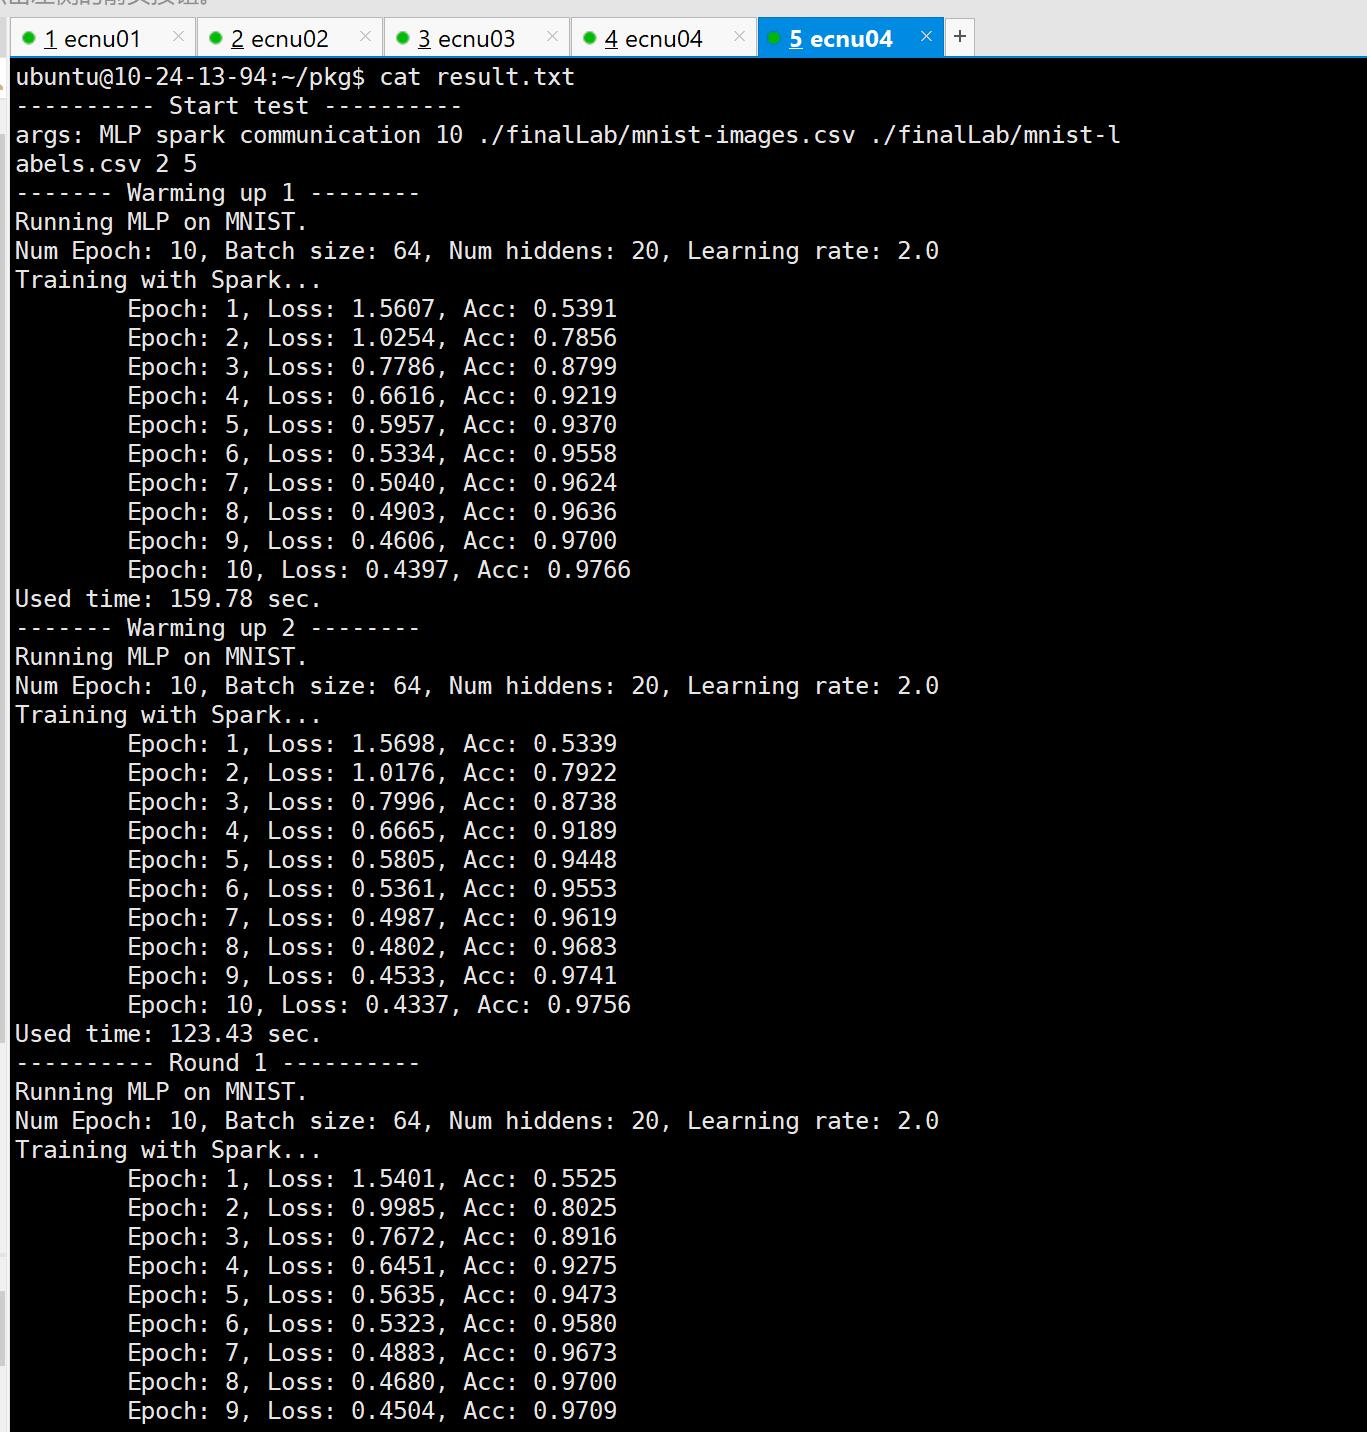 1 ecnu01 2 ecnu02 3 ecnu03 4 ecnu04 5 ecnu04 +
ubuntu@10-24-13-94:~/pkg$ cat result.txt
---------- Start test ----------
args: MLP spark communication 10 ./finalLab/mnist-images.csv ./finalLab/mnist-l
abels.csv 2 5
------- Warming up 1 --------
Running MLP on MNIST.
Num Epoch: 10, Batch size: 64, Num hiddens: 20, Learning rate: 2.0
Training with Spark...
Epoch: 1, Loss: 1.5607, Acc: 0.5391
Epoch: 2, Loss: 1.0254, Acc: 0.7856
Epoch: 3, Loss: 0.7786, Acc: 0.8799
Epoch: 4, Loss: 0.6616, Acc: 0.9219
Epoch: 5, Loss: 0.5957, Acc: 0.9370
Epoch: 6, Loss: 0.5334, Acc: 0.9558
Epoch: 7, Loss: 0.5040, Acc: 0.9624
Epoch: 8, Loss: 0.4903, Acc: 0.9636
Epoch: 9, Loss: 0.4606, Acc: 0.9700
Epoch: 10, Loss: 0.4397, Acc: 0.9766
Used time: 159.78 sec.
------- Warming up 2 --------
Running MLP on MNIST.
Num Epoch: 10, Batch size: 64, Num hiddens: 20, Learning rate: 2.0
Training with Spark...
Epoch: 1, Loss: 1.5698, Acc: 0.5339
Epoch: 2, Loss: 1.0176, Acc: 0.7922
Epoch: 3, Loss: 0.7996, Acc: 0.8738
Epoch: 4, Loss: 0.6665, Acc: 0.9189
Epoch: 5, Loss: 0.5805, Acc: 0.9448
Epoch: 6, Loss: 0.5361, Acc: 0.9553
Epoch: 7, Loss: 0.4987, Acc: 0.9619
Epoch: 8, Loss: 0.4802, Acc: 0.9683
Epoch: 9, Loss: 0.4533, Acc: 0.9741
Epoch: 10, Loss: 0.4337, Acc: 0.9756
Used time: 123.43 sec.
---------- Round 1 ----------
Running MLP on MNIST.
Num Epoch: 10, Batch size: 64, Num hiddens: 20, Learning rate: 2.0
Training with Spark...
Epoch: 1, Loss: 1.5401, Acc: 0.5525
Epoch: 2, Loss: 0.9985, Acc: 0.8025
Epoch: 3, Loss: 0.7672, Acc: 0.8916
Epoch: 4, Loss: 0.6451, Acc: 0.9275
Epoch: 5, Loss: 0.5635, Acc: 0.9473
Epoch: 6, Loss: 0.5323, Acc: 0.9580
Epoch: 7, Loss: 0.4883, Acc: 0.9673
Epoch: 8, Loss: 0.4680, Acc: 0.9700
Epoch: 9, Loss: 0.4504, Acc: 0.9709